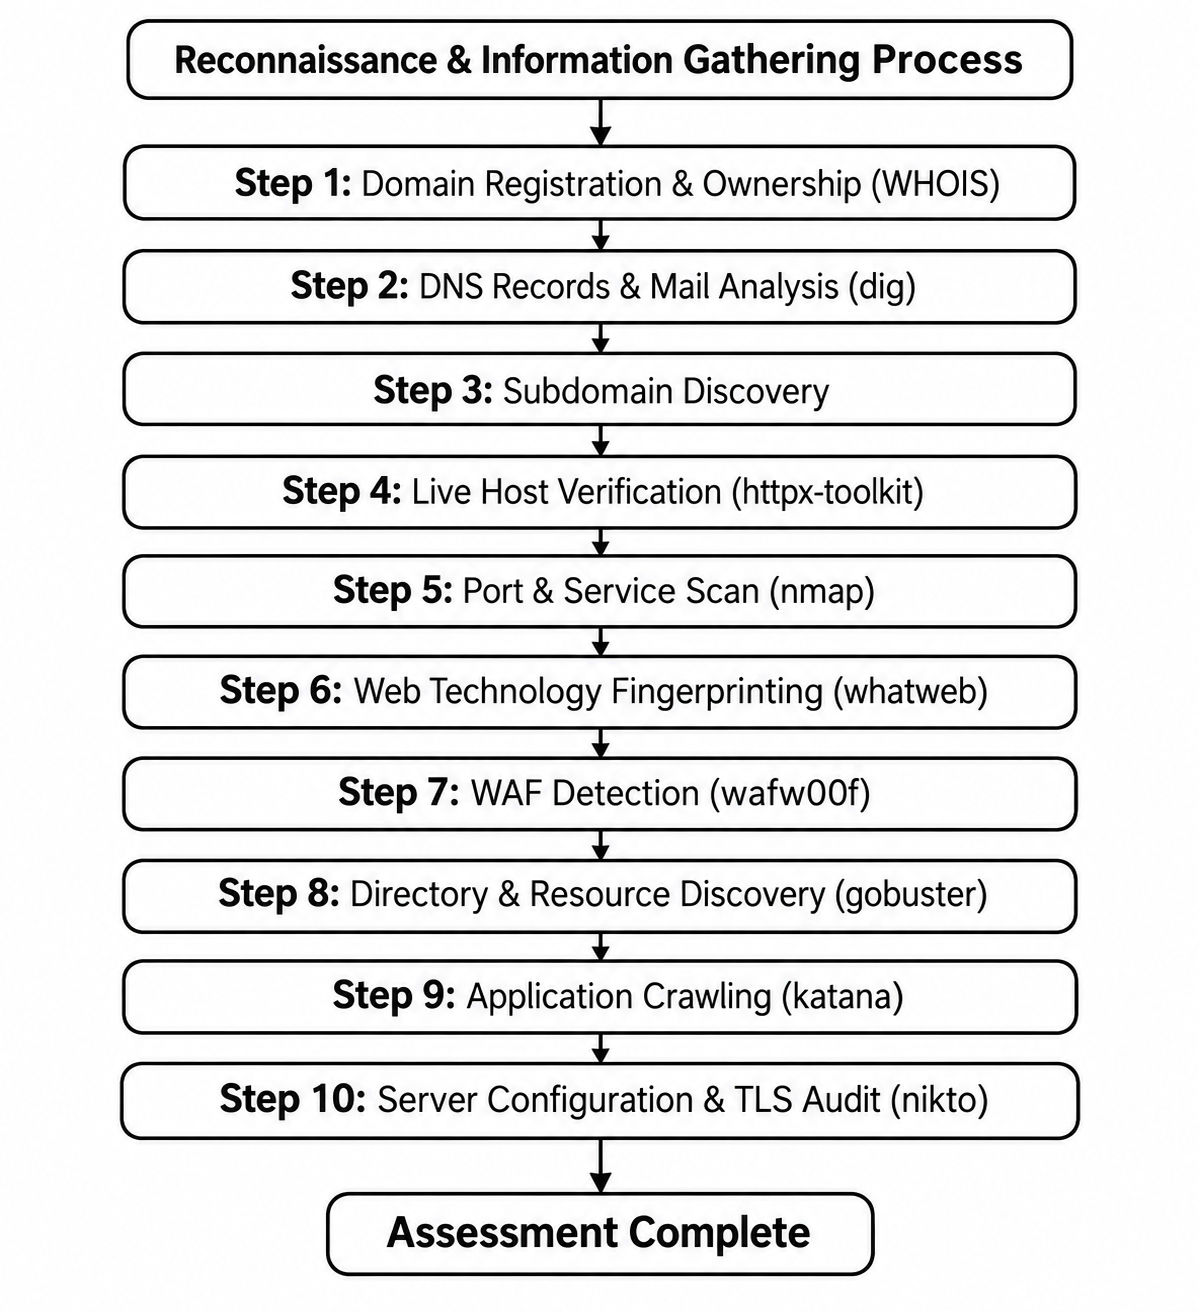 Reconnaissance & Information Gathering Process
Step 1: Domain Registration & Ownership (WHOIS)
Step 2: DNS Records & Mail Analysis (dig)
Step 3: Subdomain Discovery
Step 4: Live Host Verification (httpx-toolkit)
Step 5: Port & Service Scan (nmap)
Step 6: Web Technology Fingerprinting (whatweb)
Step 7: WAF Detection (wafw00f)
Step 8: Directory & Resource Discovery (gobuster)
Step 9: Application Crawling (katana)
Step 10: Server Configuration & TLS Audit (nikto)
Assessment Complete